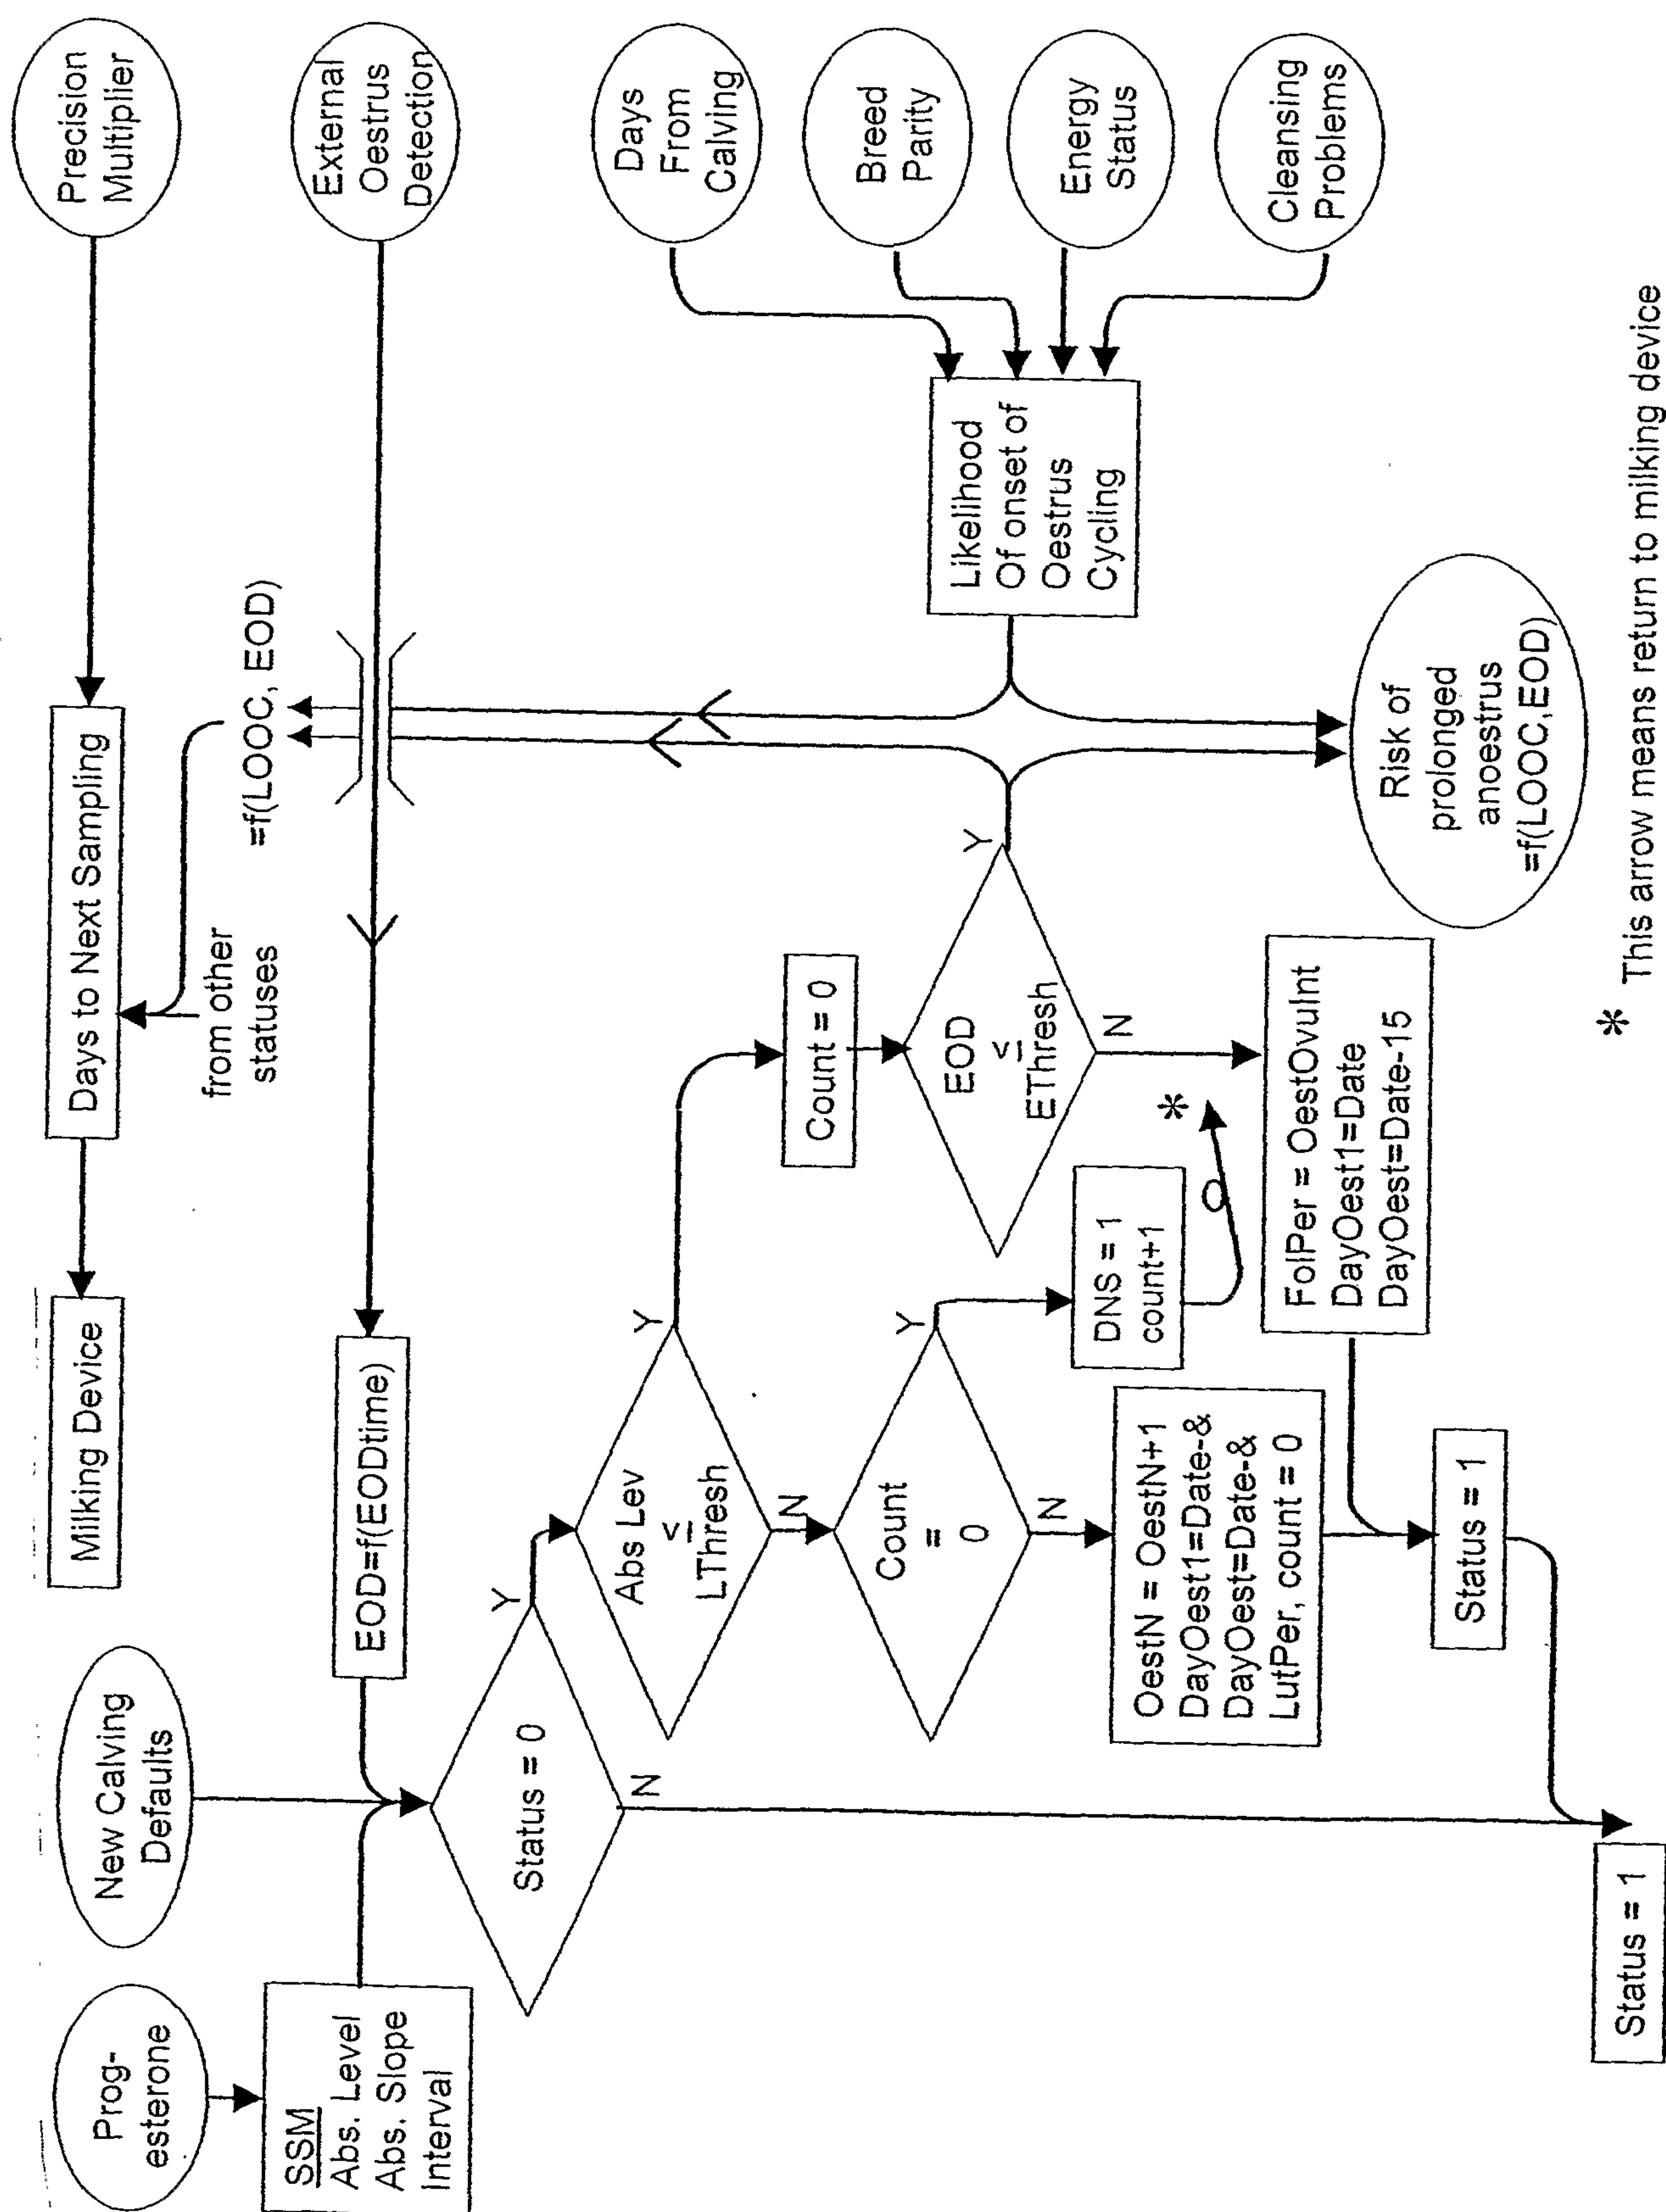 Prog-
esterone
New Calving
Defaults
Milking Device
Days to Next Sampling
Precision
Multiplier
SSM
Abs. Level
Abs. Slope
Interval
EOD=f(EODtime)
from other
statuses
=f(LOOC, EOD)
External
Oestrus
Detection
Status = 0
Y
N
Abs Lev
≤
LThresh
Y
N
Count = 0
Count
= 0
Y
N
EOD
≤
EThresh
Y
N
Likelihood
Of onset of
Oestrus
Cycling
Days
From
Calving
Breed
Parity
Energy
Status
Cleansing
Problems
DNS = 1
count+1
*
OestN = OestN+1
DayOest1=Date-&
DayOest=Date-&
LutPer, count = 0
FolPer = OestOvuInt
DayOest1=Date
DayOest=Date-15
Risk of
prolonged
anoestrus
=f(LOOC,EOD)
Status = 1
Status = 1
* This arrow means return to milking device